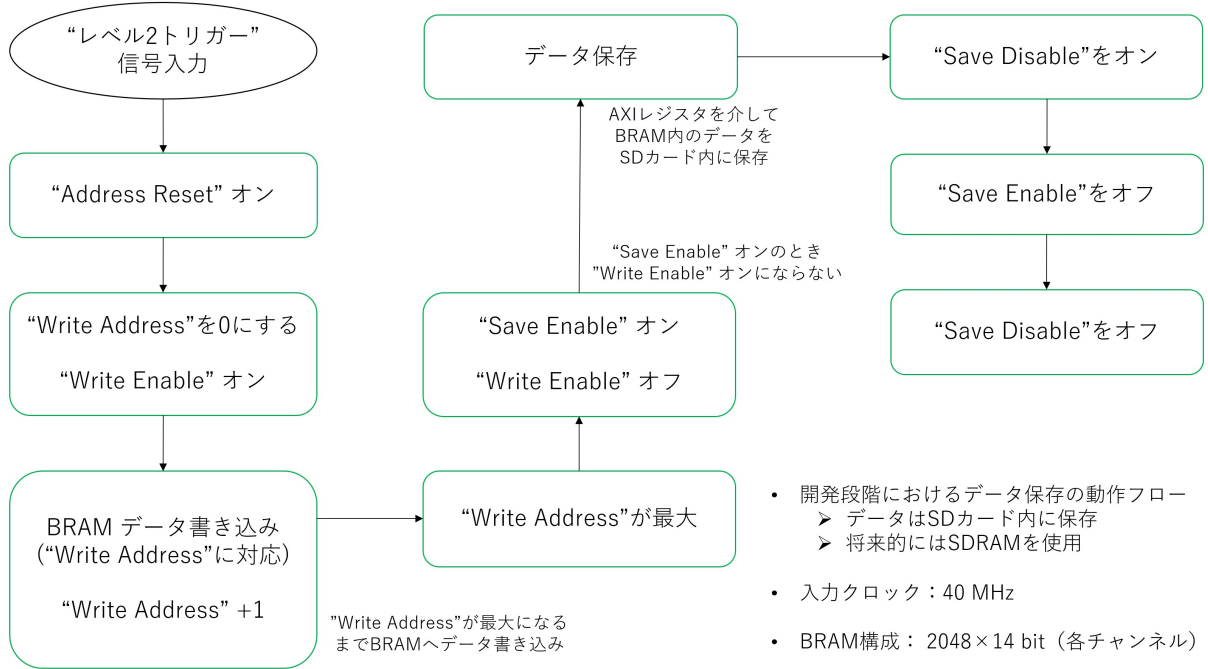 “レベル2トリガー”
信号入力
“Address Reset” オン
“Write Address”を0にする
“Write Enable” オン
BRAM データ書き込み
(“Write Address”に対応)
“Write Address” +1
”Write Address”が最大になる
までBRAMへデータ書き込み
“Write Address”が最大
“Save Enable” オン
“Write Enable” オフ
“Save Enable” オンのとき
”Write Enable” オンにならない
AXIレジスタを介して
BRAM内のデータを
SDカード内に保存
データ保存
“Save Disable”をオン
“Save Enable”をオフ
“Save Disable”をオフ
• 開発段階におけるデータ保存の動作フロー
➢ データはSDカード内に保存
➢ 将来的にはSDRAMを使用
• 入力クロック：40 MHz
• BRAM構成： 2048×14 bit（各チャンネル）